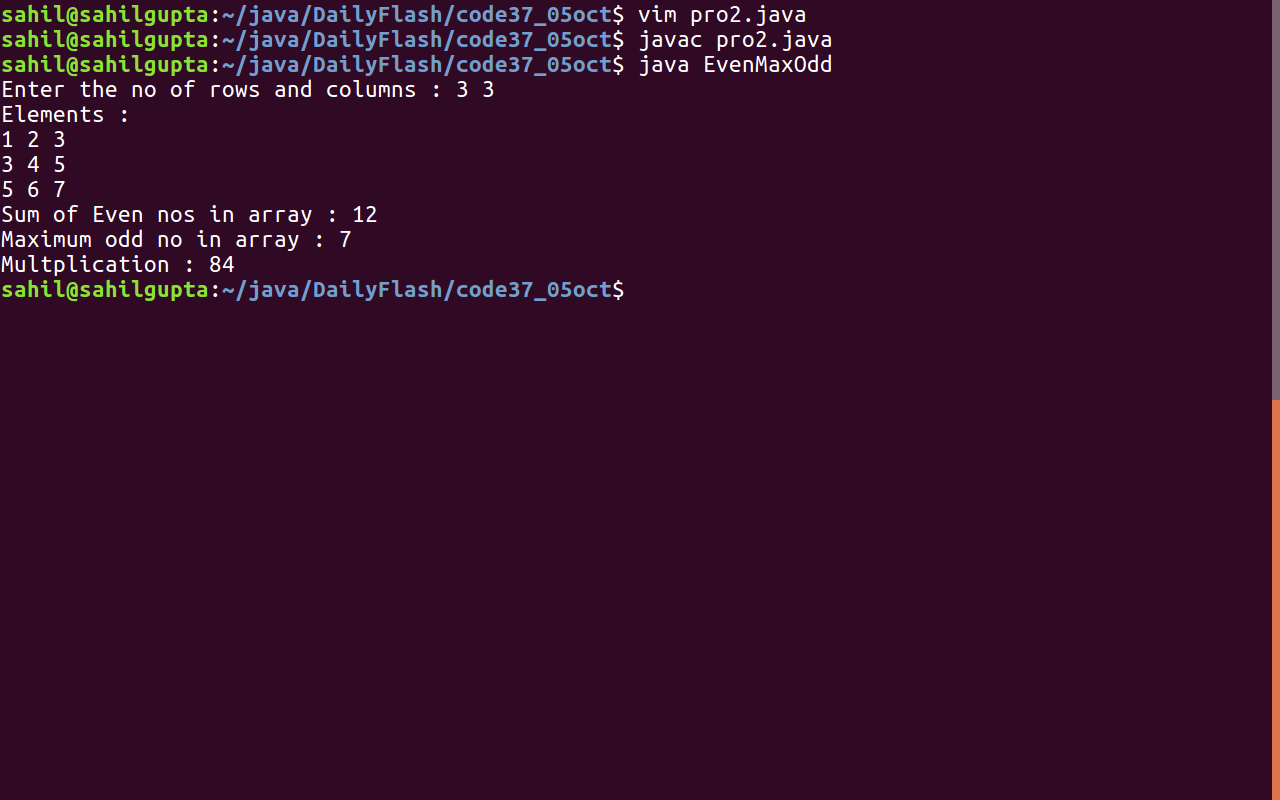 sahil@sahilgupta:~/java/DailyFlash/code37_05oct$ vim pro2.java
sahil@sahilgupta:~/java/DailyFlash/code37_05oct$ javac pro2.java
sahil@sahilgupta:~/java/DailyFlash/code37_05oct$ java EvenMaxOdd
Enter the no of rows and columns : 3 3
Elements :
1 2 3
3 4 5
5 6 7
Sum of Even nos in array : 12
Maximum odd no in array : 7
Multplication : 84
sahil@sahilgupta:~/java/DailyFlash/code37_05oct$